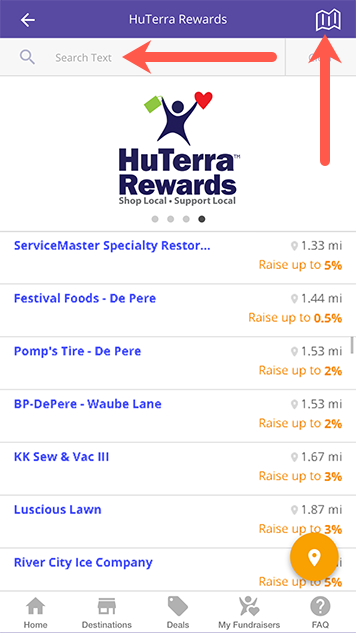 HuTerra Rewards
Search Text
HuTerra™
Rewards
Shop Local • Support Local
ServiceMaster Specialty Restor...
1.33 mi
Raise up to 5%
Festival Foods - De Pere
1.44 mi
Raise up to 0.5%
Pomp's Tire - De Pere
1.53 mi
Raise up to 2%
BP-DePere - Waube Lane
1.53 mi
Raise up to 2%
KK Sew & Vac III
1.67 mi
Raise up to 3%
Luscious Lawn
1.87 mi
Raise up to 3%
River City Ice Company
Raise up to 5%
Home
Destinations
Deals
My Fundraisers
FAQ